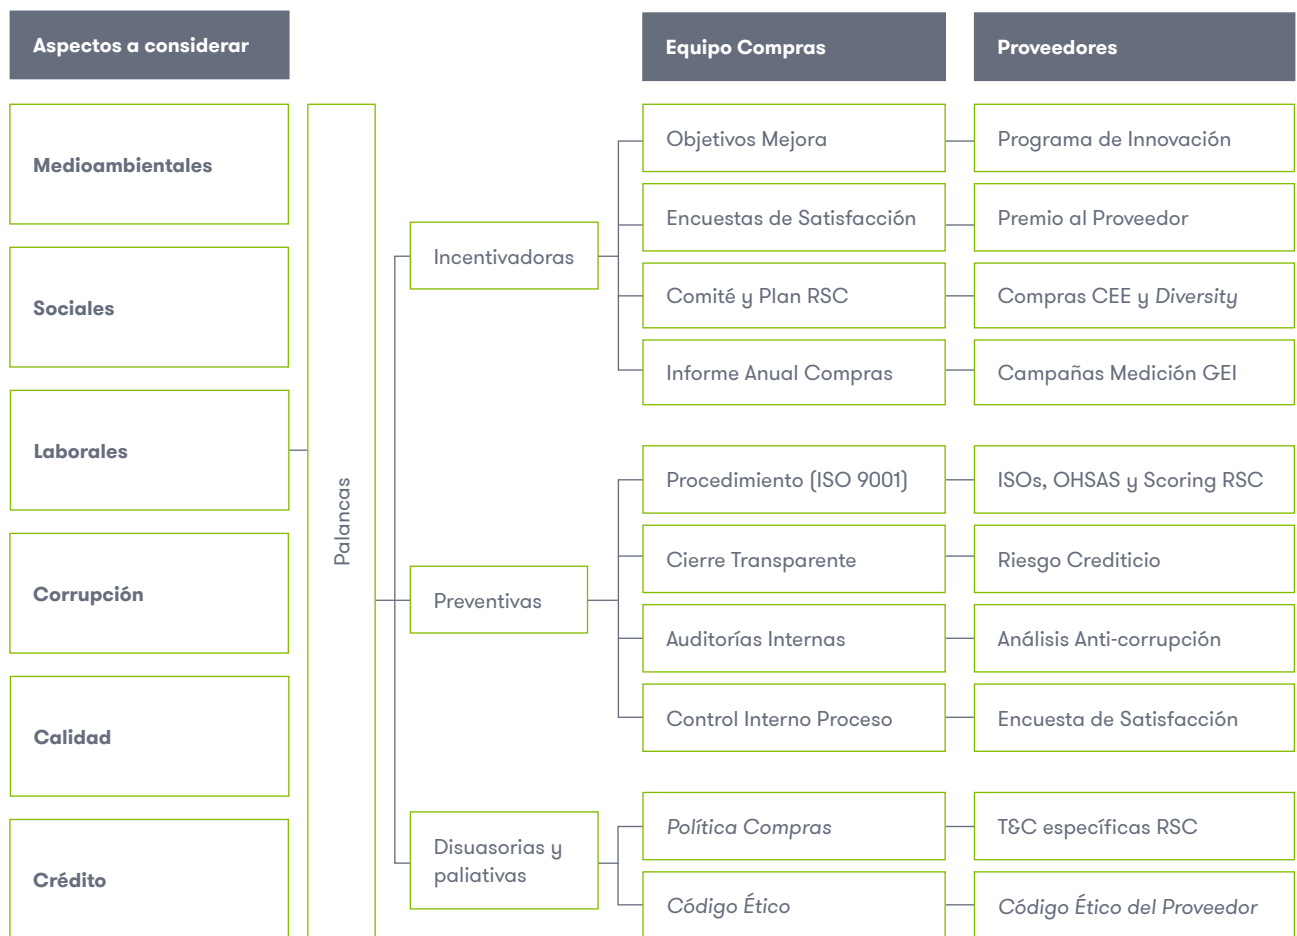 Aspectos a considerar
Equipo Compras
Proveedores
Medioambientales
Sociales
Laborales
Corrupción
Calidad
Crédito
Palancas
Incentivadoras
Objetivos Mejora
Programa de Innovación
Encuestas de Satisfacción
Premio al Proveedor
Comité y Plan RSC
Compras CEE y Diversity
Informe Anual Compras
Campañas Medición GEI
Preventivas
Procedimiento (ISO 9001)
ISOs, OHSAS y Scoring RSC
Cierre Transparente
Riesgo Crediticio
Auditorías Internas
Análisis Anti-corrupción
Control Interno Proceso
Encuesta de Satisfacción
Disuasorias y
paliativas
Política Compras
T&C específicas RSC
Código Ético
Código Ético del Proveedor